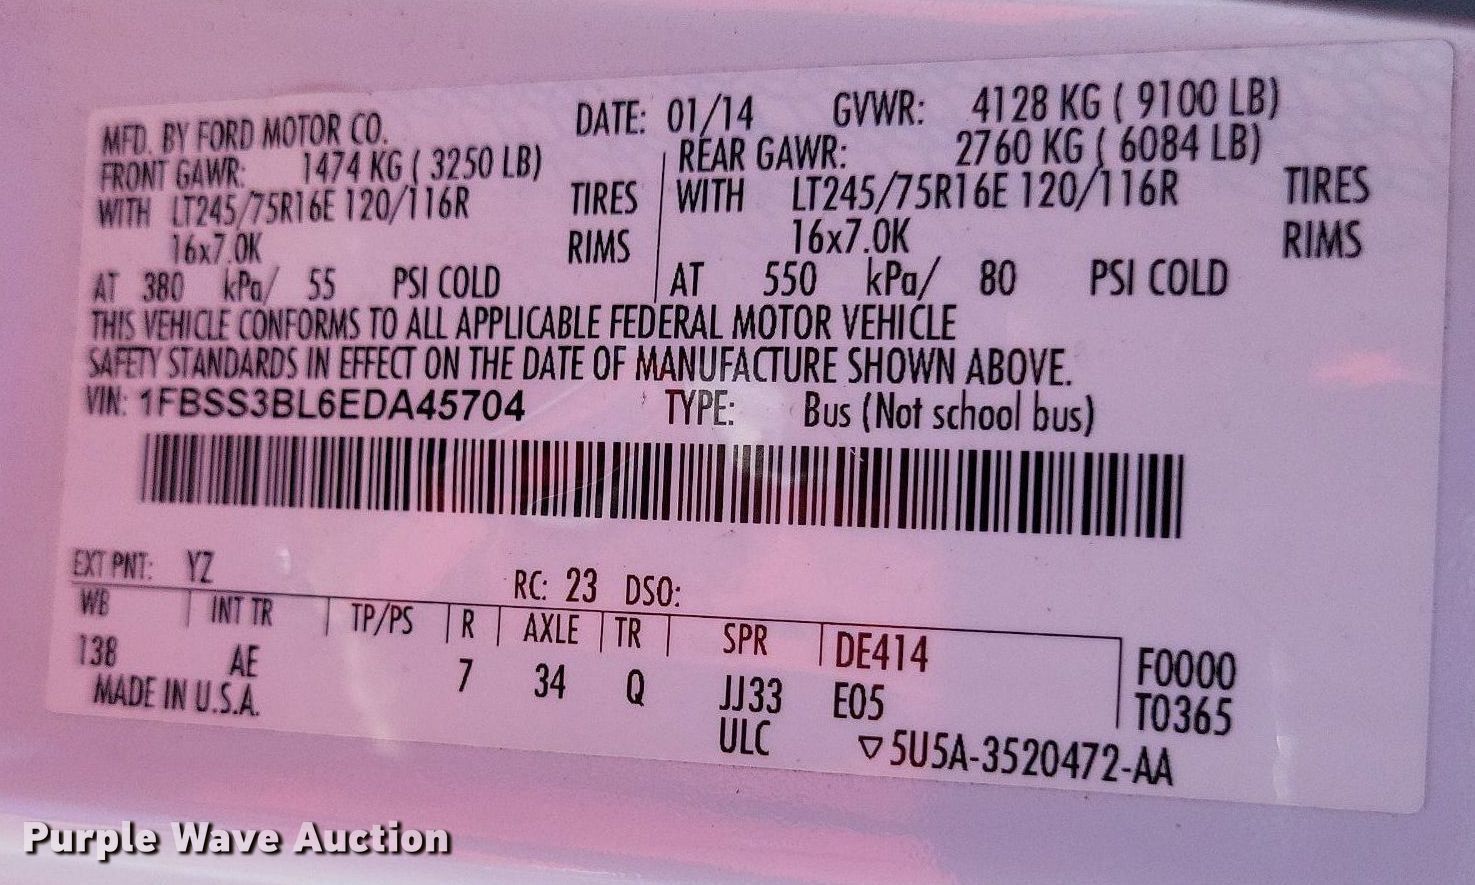 MFD. BY FORD MOTOR CO. DATE: 01/14 GVWR: 4128 KG ( 9100 LB)
FRONT GAWR: 1474 KG ( 3250 LB) REAR GAWR: 2760 KG ( 6084 LB)
WITH LT245/75R16E 120/116R TIRES WITH LT245/75R16E 120/116R TIRES
16x7.0K RIMS 16x7.0K RIMS
AT 380 kPa/ 55 PSI COLD AT 550 kPa/ 80 PSI COLD
THIS VEHICLE CONFORMS TO ALL APPLICABLE FEDERAL MOTOR VEHICLE
SAFETY STANDARDS IN EFFECT ON THE DATE OF MANUFACTURE SHOWN ABOVE.
VIN: 1FBSS3BL6EDA45704 TYPE: Bus (Not school bus)
EXT PNT: YZ RC: 23 DSO:
WB INT TR TP/PS R AXLE TR SPR DE414 F0000
138 AE 7 34 Q JJ33 E05 T0365
MADE IN U.S.A. ULC ▽5U5A-3520472-AA
Purple Wave Auction